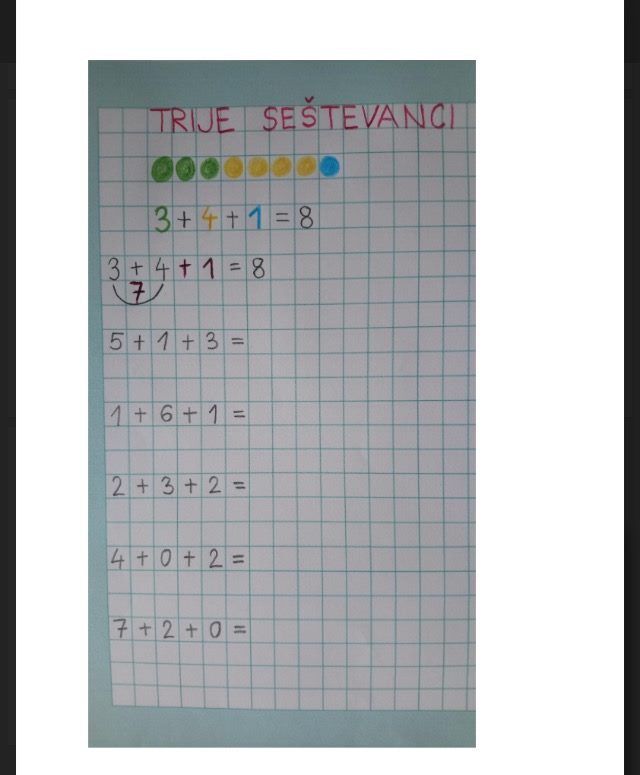 TRIJE SEŠTEVANCI
3 + 4 + 1 = 8
3 + 4 + 1 = 8
7
5 + 1 + 3 =
1 + 6 + 1 =
2 + 3 + 2 =
4 + 0 + 2 =
7 + 2 + 0 =